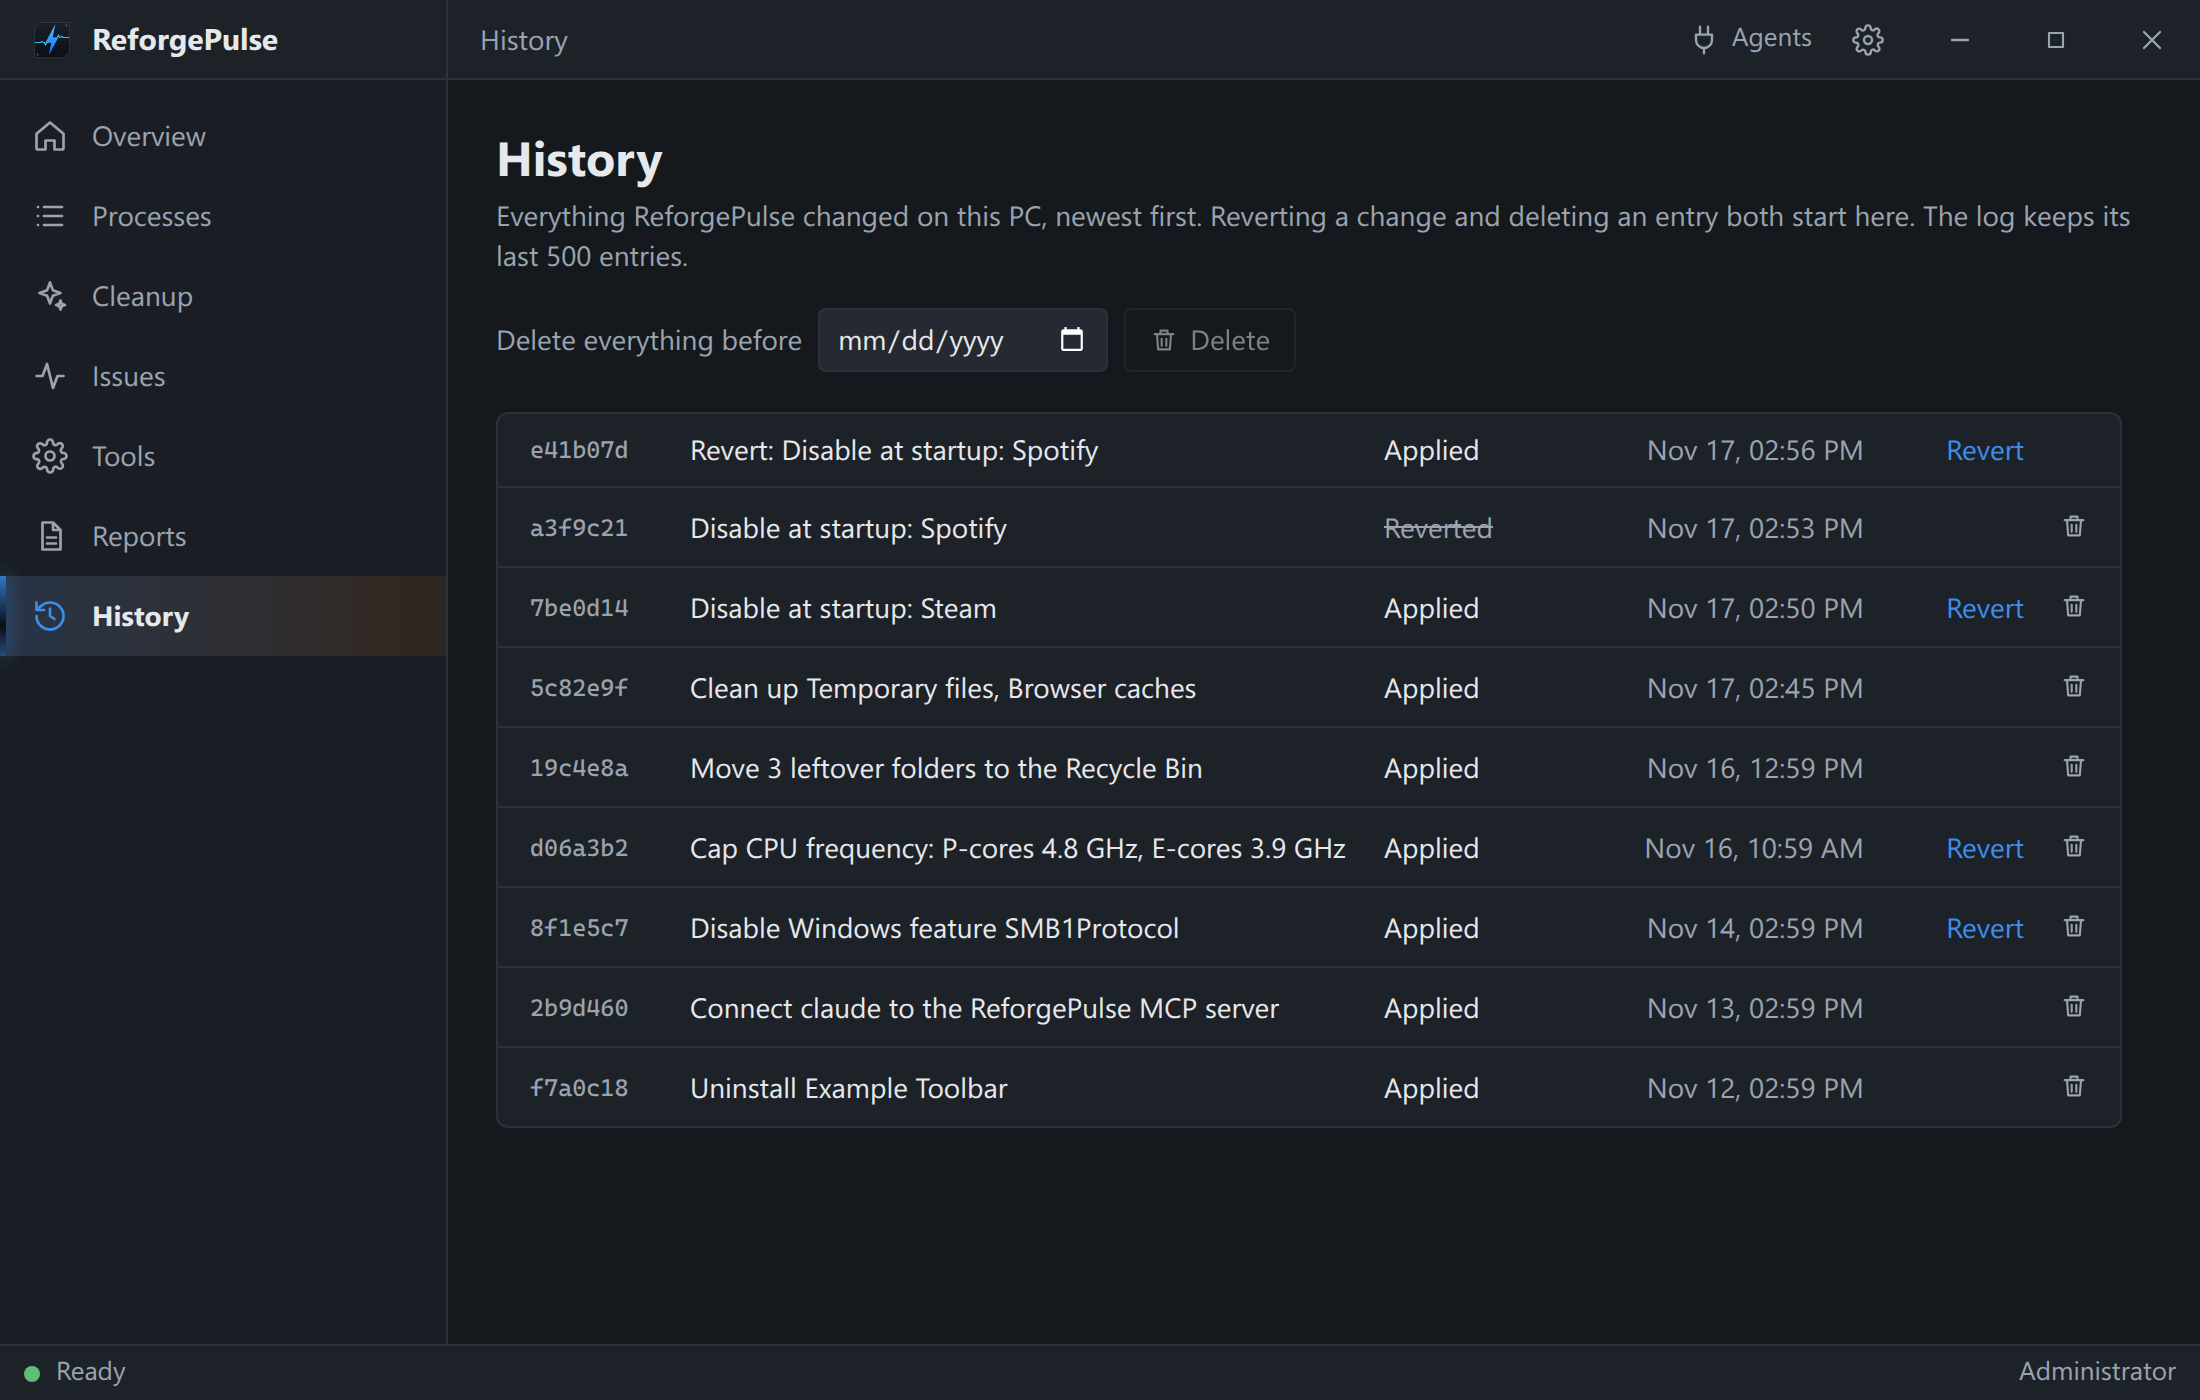 ReforgePulse
History
Agents
Overview
Processes
Cleanup
Issues
Tools
Reports
History
History
Everything ReforgePulse changed on this PC, newest first. Reverting a change and deleting an entry both start here. The log keeps its
last 500 entries.
Delete everything before mm/dd/yyyy Delete
e41b07d Revert: Disable at startup: Spotify Applied Nov 17, 02:56 PM Revert
a3f9c21 Disable at startup: Spotify Reverted Nov 17, 02:53 PM
7be0d14 Disable at startup: Steam Applied Nov 17, 02:50 PM Revert
5c82e9f Clean up Temporary files, Browser caches Applied Nov 17, 02:45 PM
19c4e8a Move 3 leftover folders to the Recycle Bin Applied Nov 16, 12:59 PM
d06a3b2 Cap CPU frequency: P-cores 4.8 GHz, E-cores 3.9 GHz Applied Nov 16, 10:59 AM Revert
8f1e5c7 Disable Windows feature SMB1Protocol Applied Nov 14, 02:59 PM Revert
2b9d460 Connect claude to the ReforgePulse MCP server Applied Nov 13, 02:59 PM
f7a0c18 Uninstall Example Toolbar Applied Nov 12, 02:59 PM
Ready
Administrator